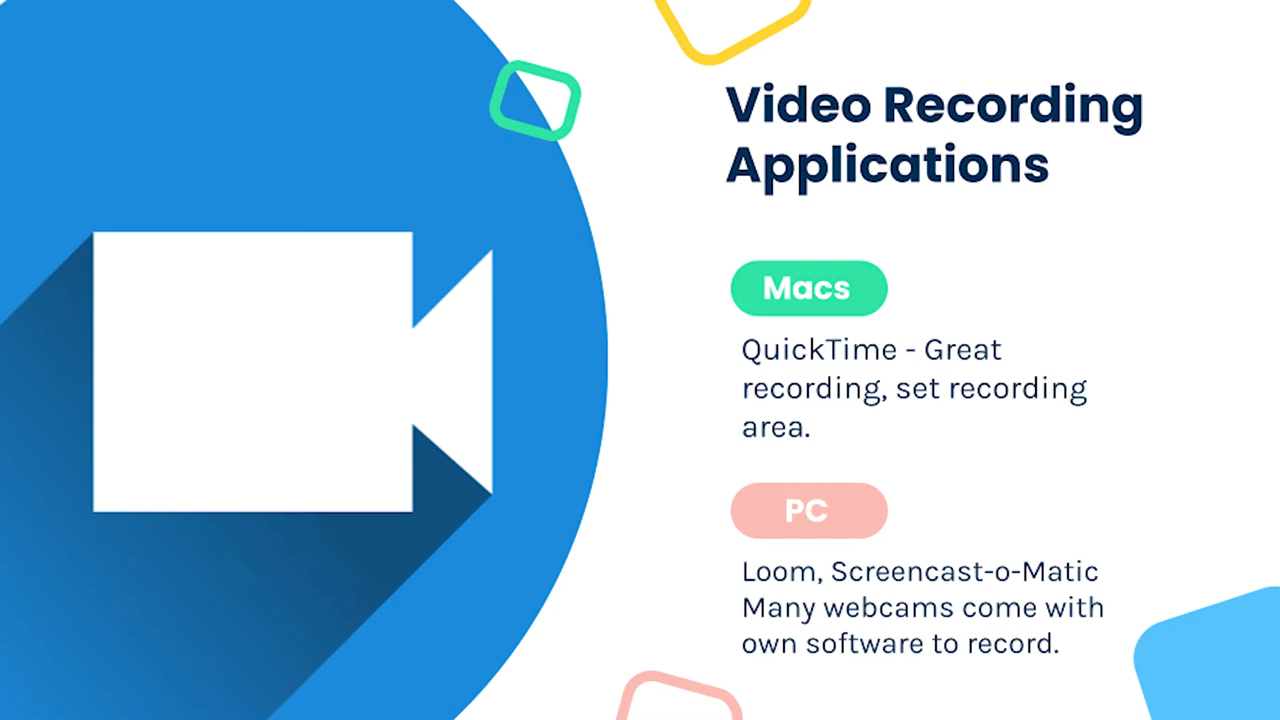 Video Recording
Applications
Macs
QuickTime - Great
recording, set recording
area.
PC
Loom, Screencast-o-Matic
Many webcams come with
own software to record.